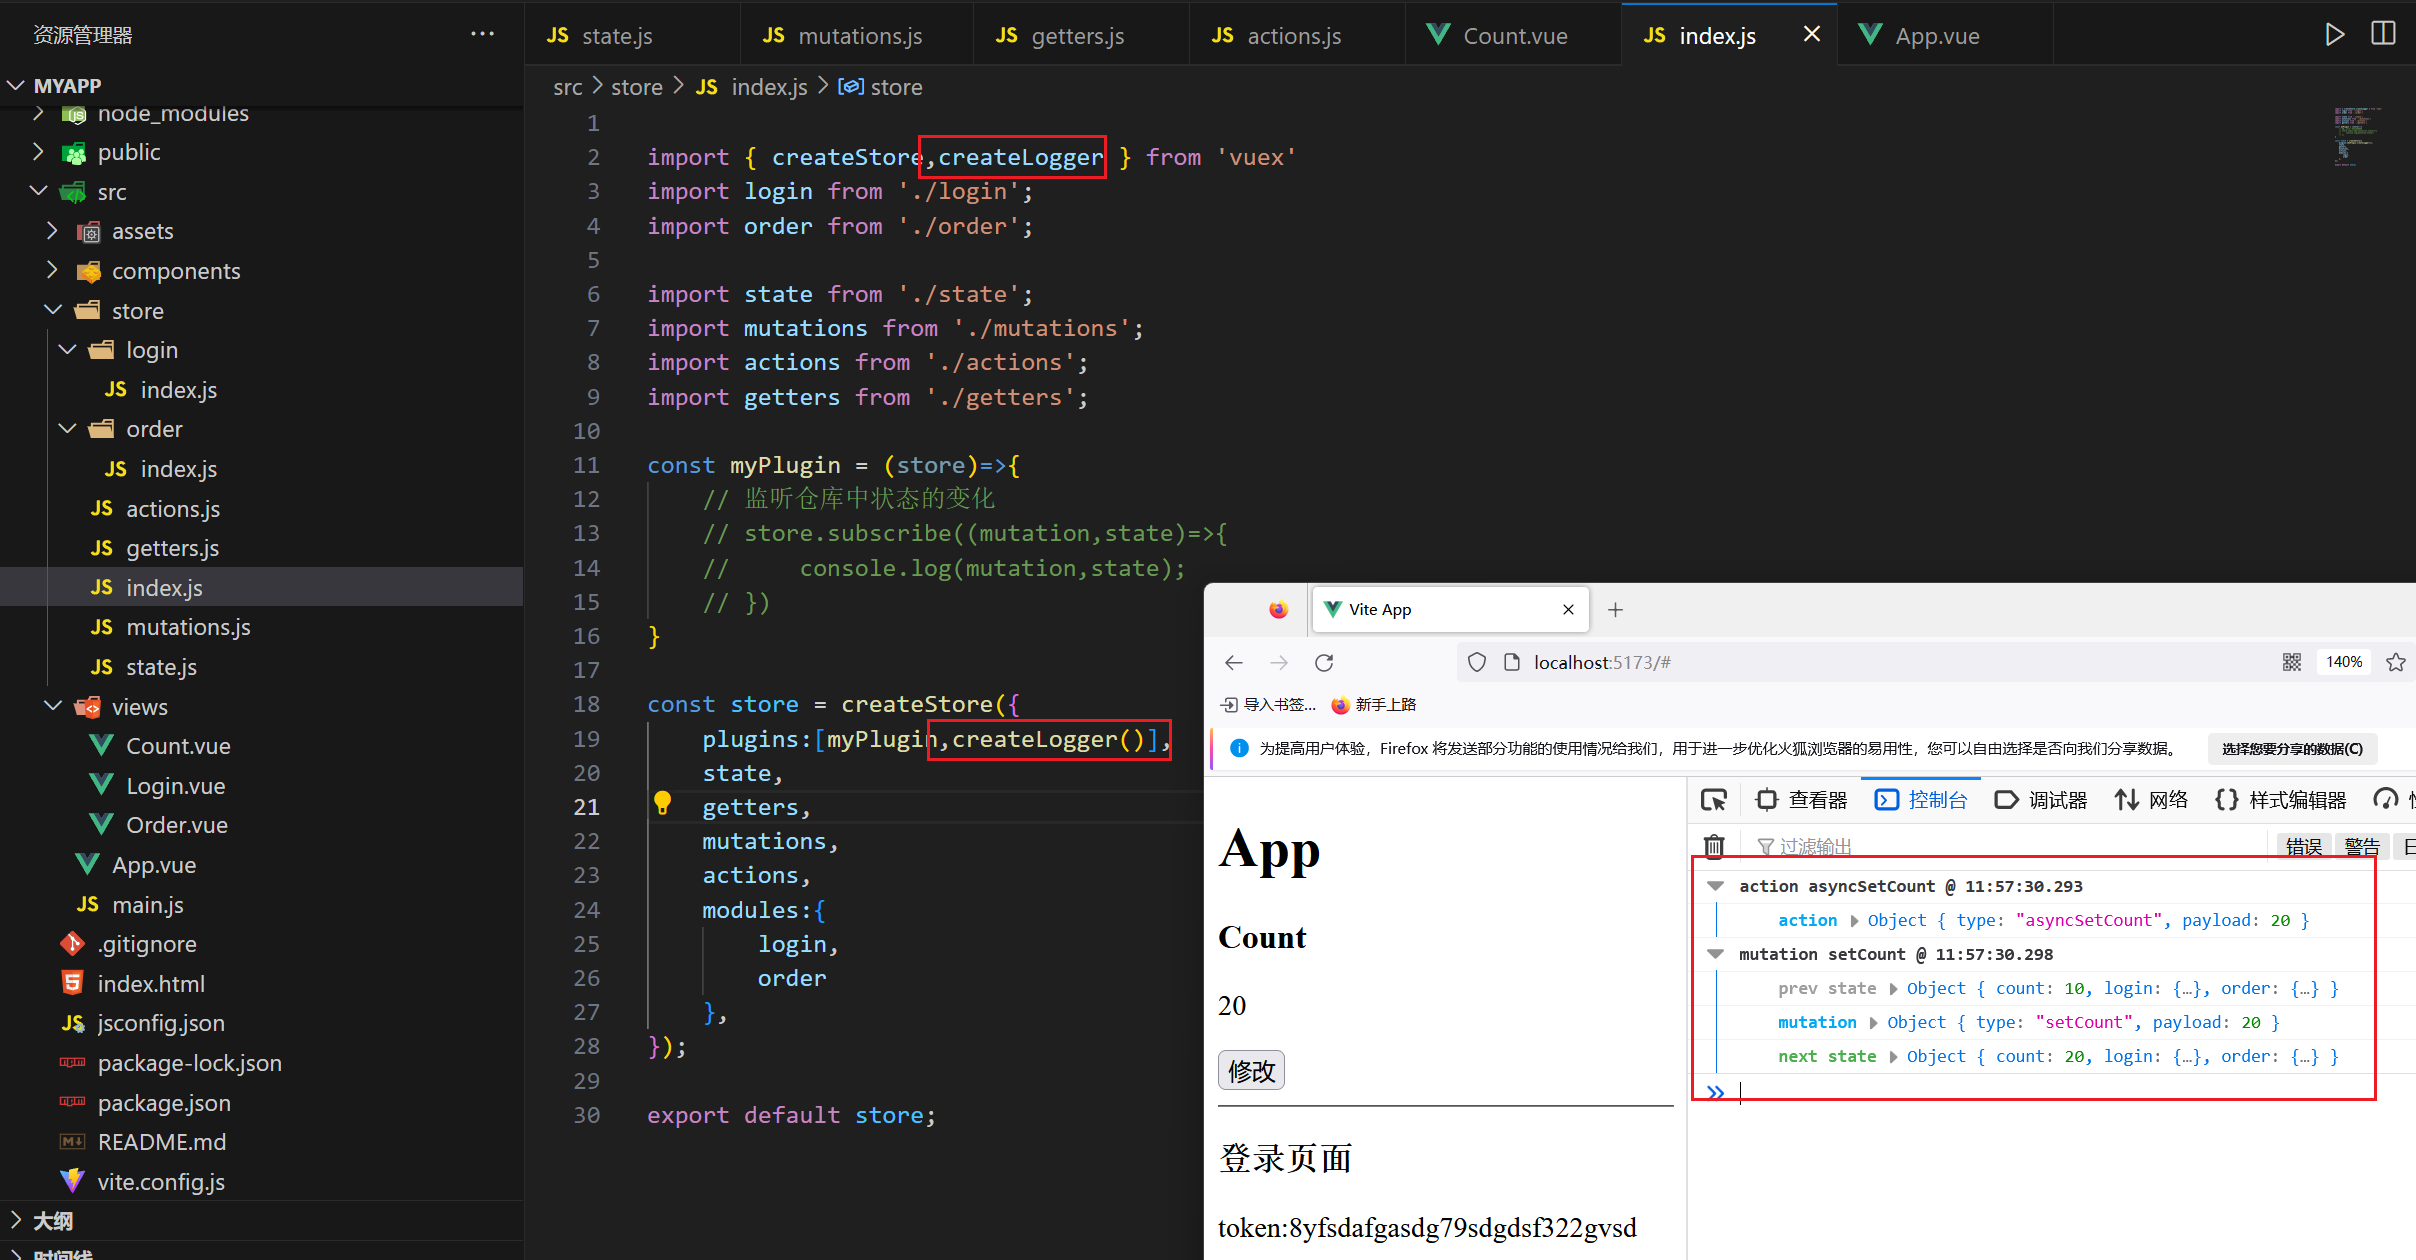 资源管理器
MYAPP
node_modules
public
src
assets
components
store
login
index.js
order
index.js
actions.js
getters.js
index.js
mutations.js
state.js
views
Count.vue
Login.vue
Order.vue
App.vue
main.js
.gitignore
index.html
jsconfig.json
package-lock.json
package.json
README.md
vite.config.js
大纲
时间线
state.js mutations.js getters.js actions.js Count.vue index.js App.vue
src > store > JS index.js > store
1
2 import { createStore,createLogger } from 'vuex'
3 import login from './login';
4 import order from './order';
5
6 import state from './state';
7 import mutations from './mutations';
8 import actions from './actions';
9 import getters from './getters';
10
11 const myPlugin = (store)=>{
12 // 监听仓库中状态的变化
13 // store.subscribe((mutation,state)=>{
14 //     console.log(mutation,state);
15 // })
16 }
17
18 const store = createStore({
19 plugins:[myPlugin,createLogger()],
20 state,
21 getters,
22 mutations,
23 actions,
24 modules:{
25 login,
26 order
27 },
28 });
29
30 export default store;
Vite App
localhost:5173/# 140%
导入书签... 新手上路
为提高用户体验，Firefox 将发送部分功能的使用情况给我们，用于进一步优化火狐浏览器的易用性，您可以自由选择是否向我们分享数据。 选择您要分享的数据(C)
App
Count
20
修改
登录页面
token:8yfsdafgasdg79sdgdsf322gvsd
查看器 控制台 调试器 网络 样式编辑器
过滤输出 错误 警告
action asyncSetCount @ 11:57:30.293
action Object { type: "asyncSetCount", payload: 20 }
mutation setCount @ 11:57:30.298
prev state Object { count: 10, login: {…}, order: {…} }
mutation Object { type: "setCount", payload: 20 }
next state Object { count: 20, login: {…}, order: {…} }